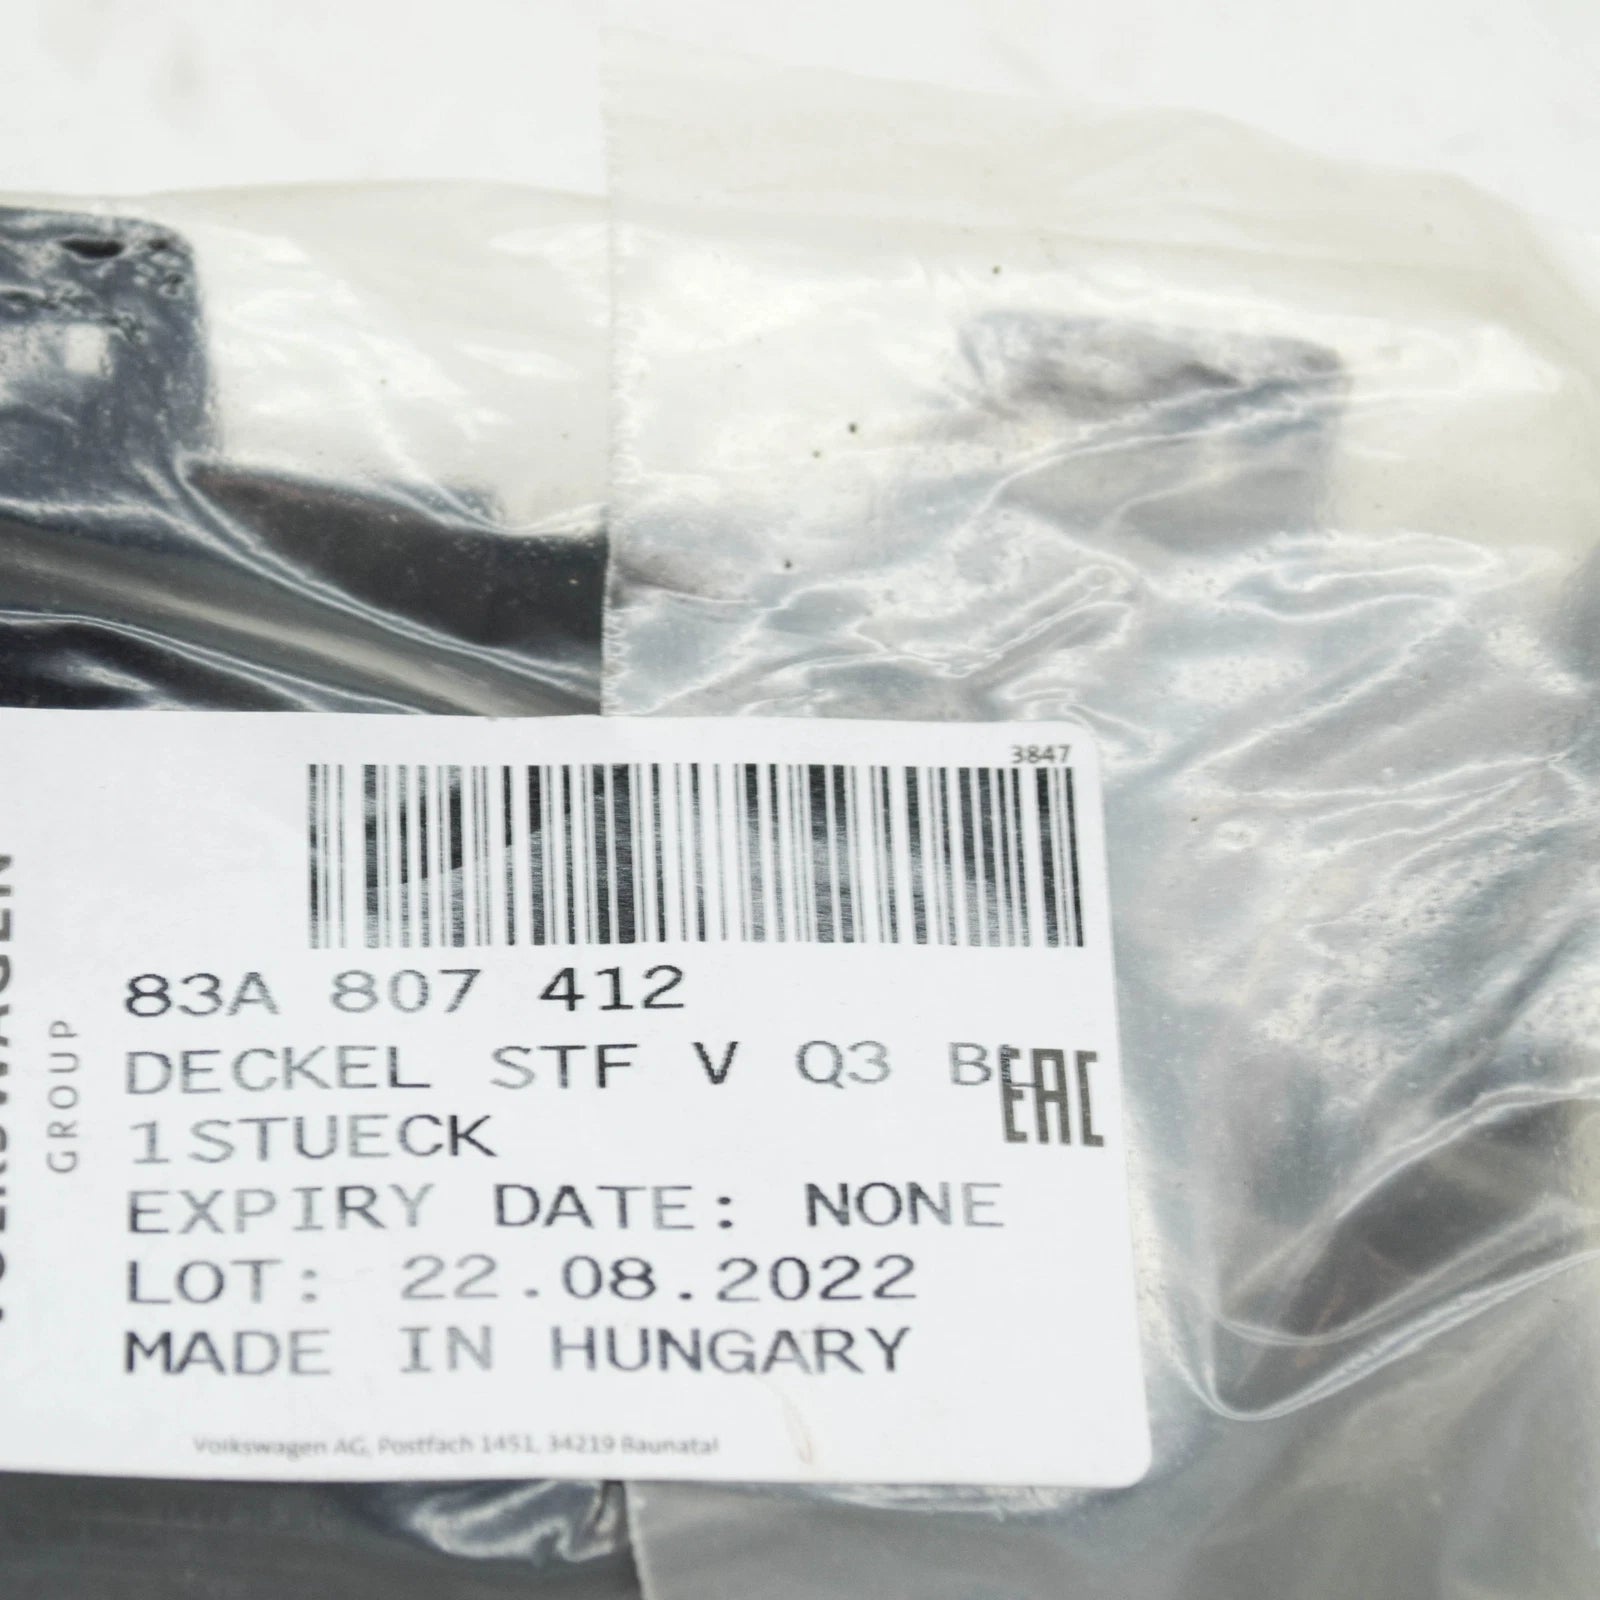 3847
83A 807 412
DECKEL STF V Q3 B
EAC
1STUECK
EXPIRY DATE: NONE
LOT: 22.08.2022
MADE IN HUNGARY
Volkswagen AG, Postfach 1451, 34219 Baunatal
VOLKSWAGEN
GROUP